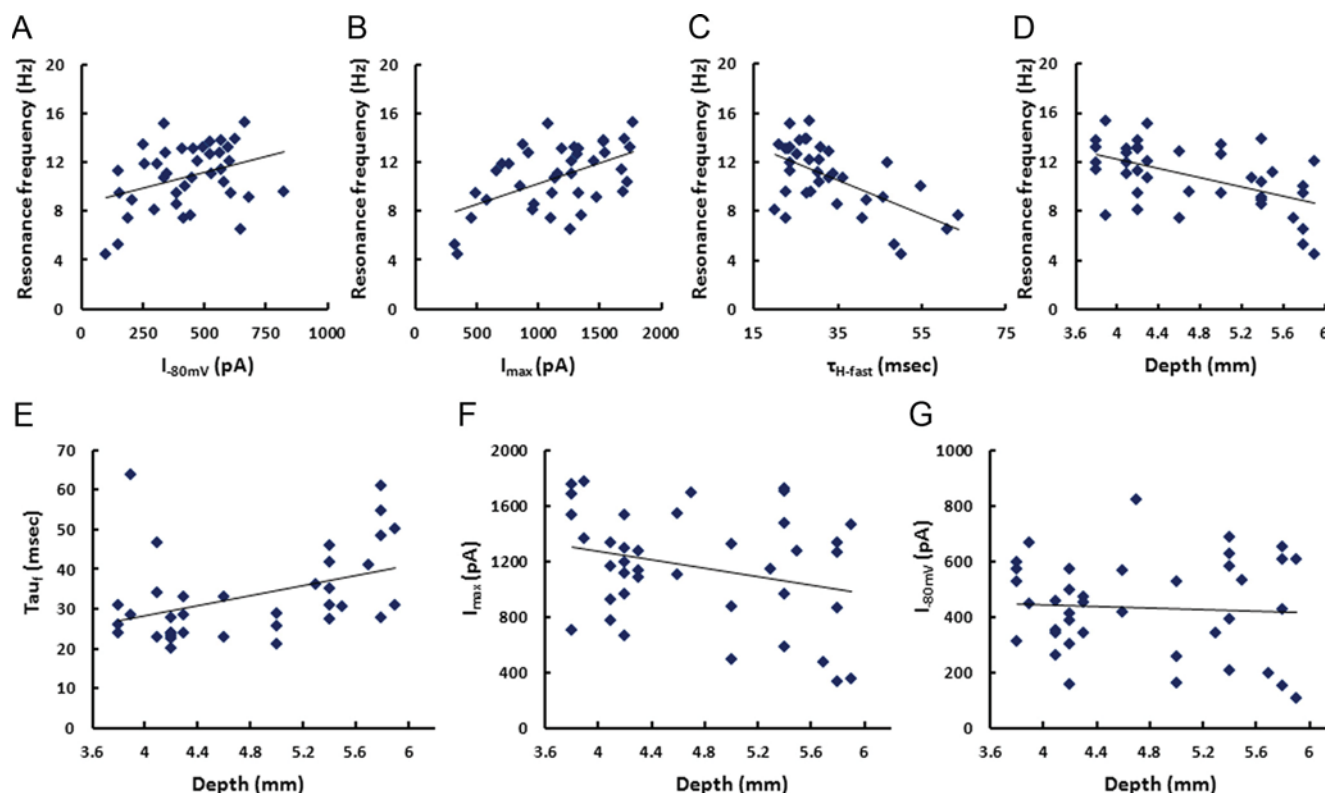 A
Resonance frequency (Hz)
20
16
12
8
4
0
0 250 500 750 1000
I-80mV (pA)
B
Resonance frequency (Hz)
20
16
12
8
4
0
0 500 1000 1500 2000
Imax (pA)
C
Resonance frequency (Hz)
20
16
12
8
4
0
15 35 55 75
τH-fast (msec)
D
Resonance frequency (Hz)
20
16
12
8
4
0
3.6 4 4.4 4.8 5.2 5.6 6
Depth (mm)
E
Tauf (msec)
70
60
50
40
30
20
10
0
3.6 4 4.4 4.8 5.2 5.6 6
Depth (mm)
F
Imax (pA)
2000
1600
1200
800
400
0
3.6 4 4.4 4.8 5.2 5.6 6
Depth (mm)
G
I-80mV (pA)
1000
800
600
400
200
0
3.6 4 4.4 4.8 5.2 5.6 6
Depth (mm)